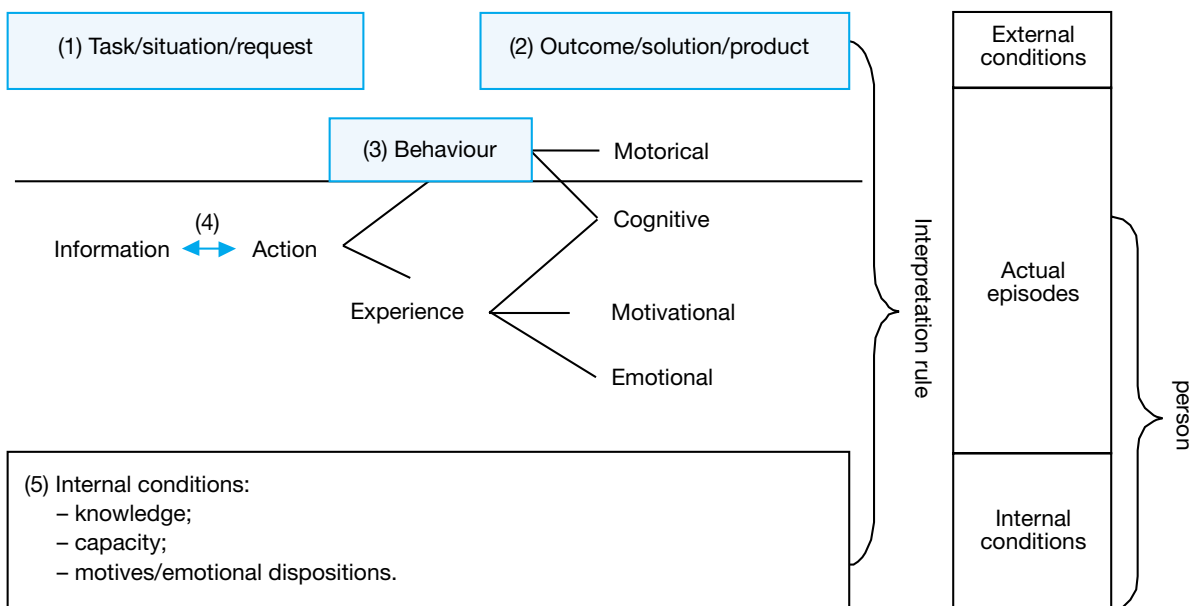 (1) Task/situation/request
(2) Outcome/solution/product
(3) Behaviour
Motorical
(4)
Information
Action
Cognitive
Experience
Motivational
Emotional
(5) Internal conditions:
– knowledge;
– capacity;
– motives/emotional dispositions.
Interpretation rule
External
conditions
Actual
episodes
Internal
conditions
person